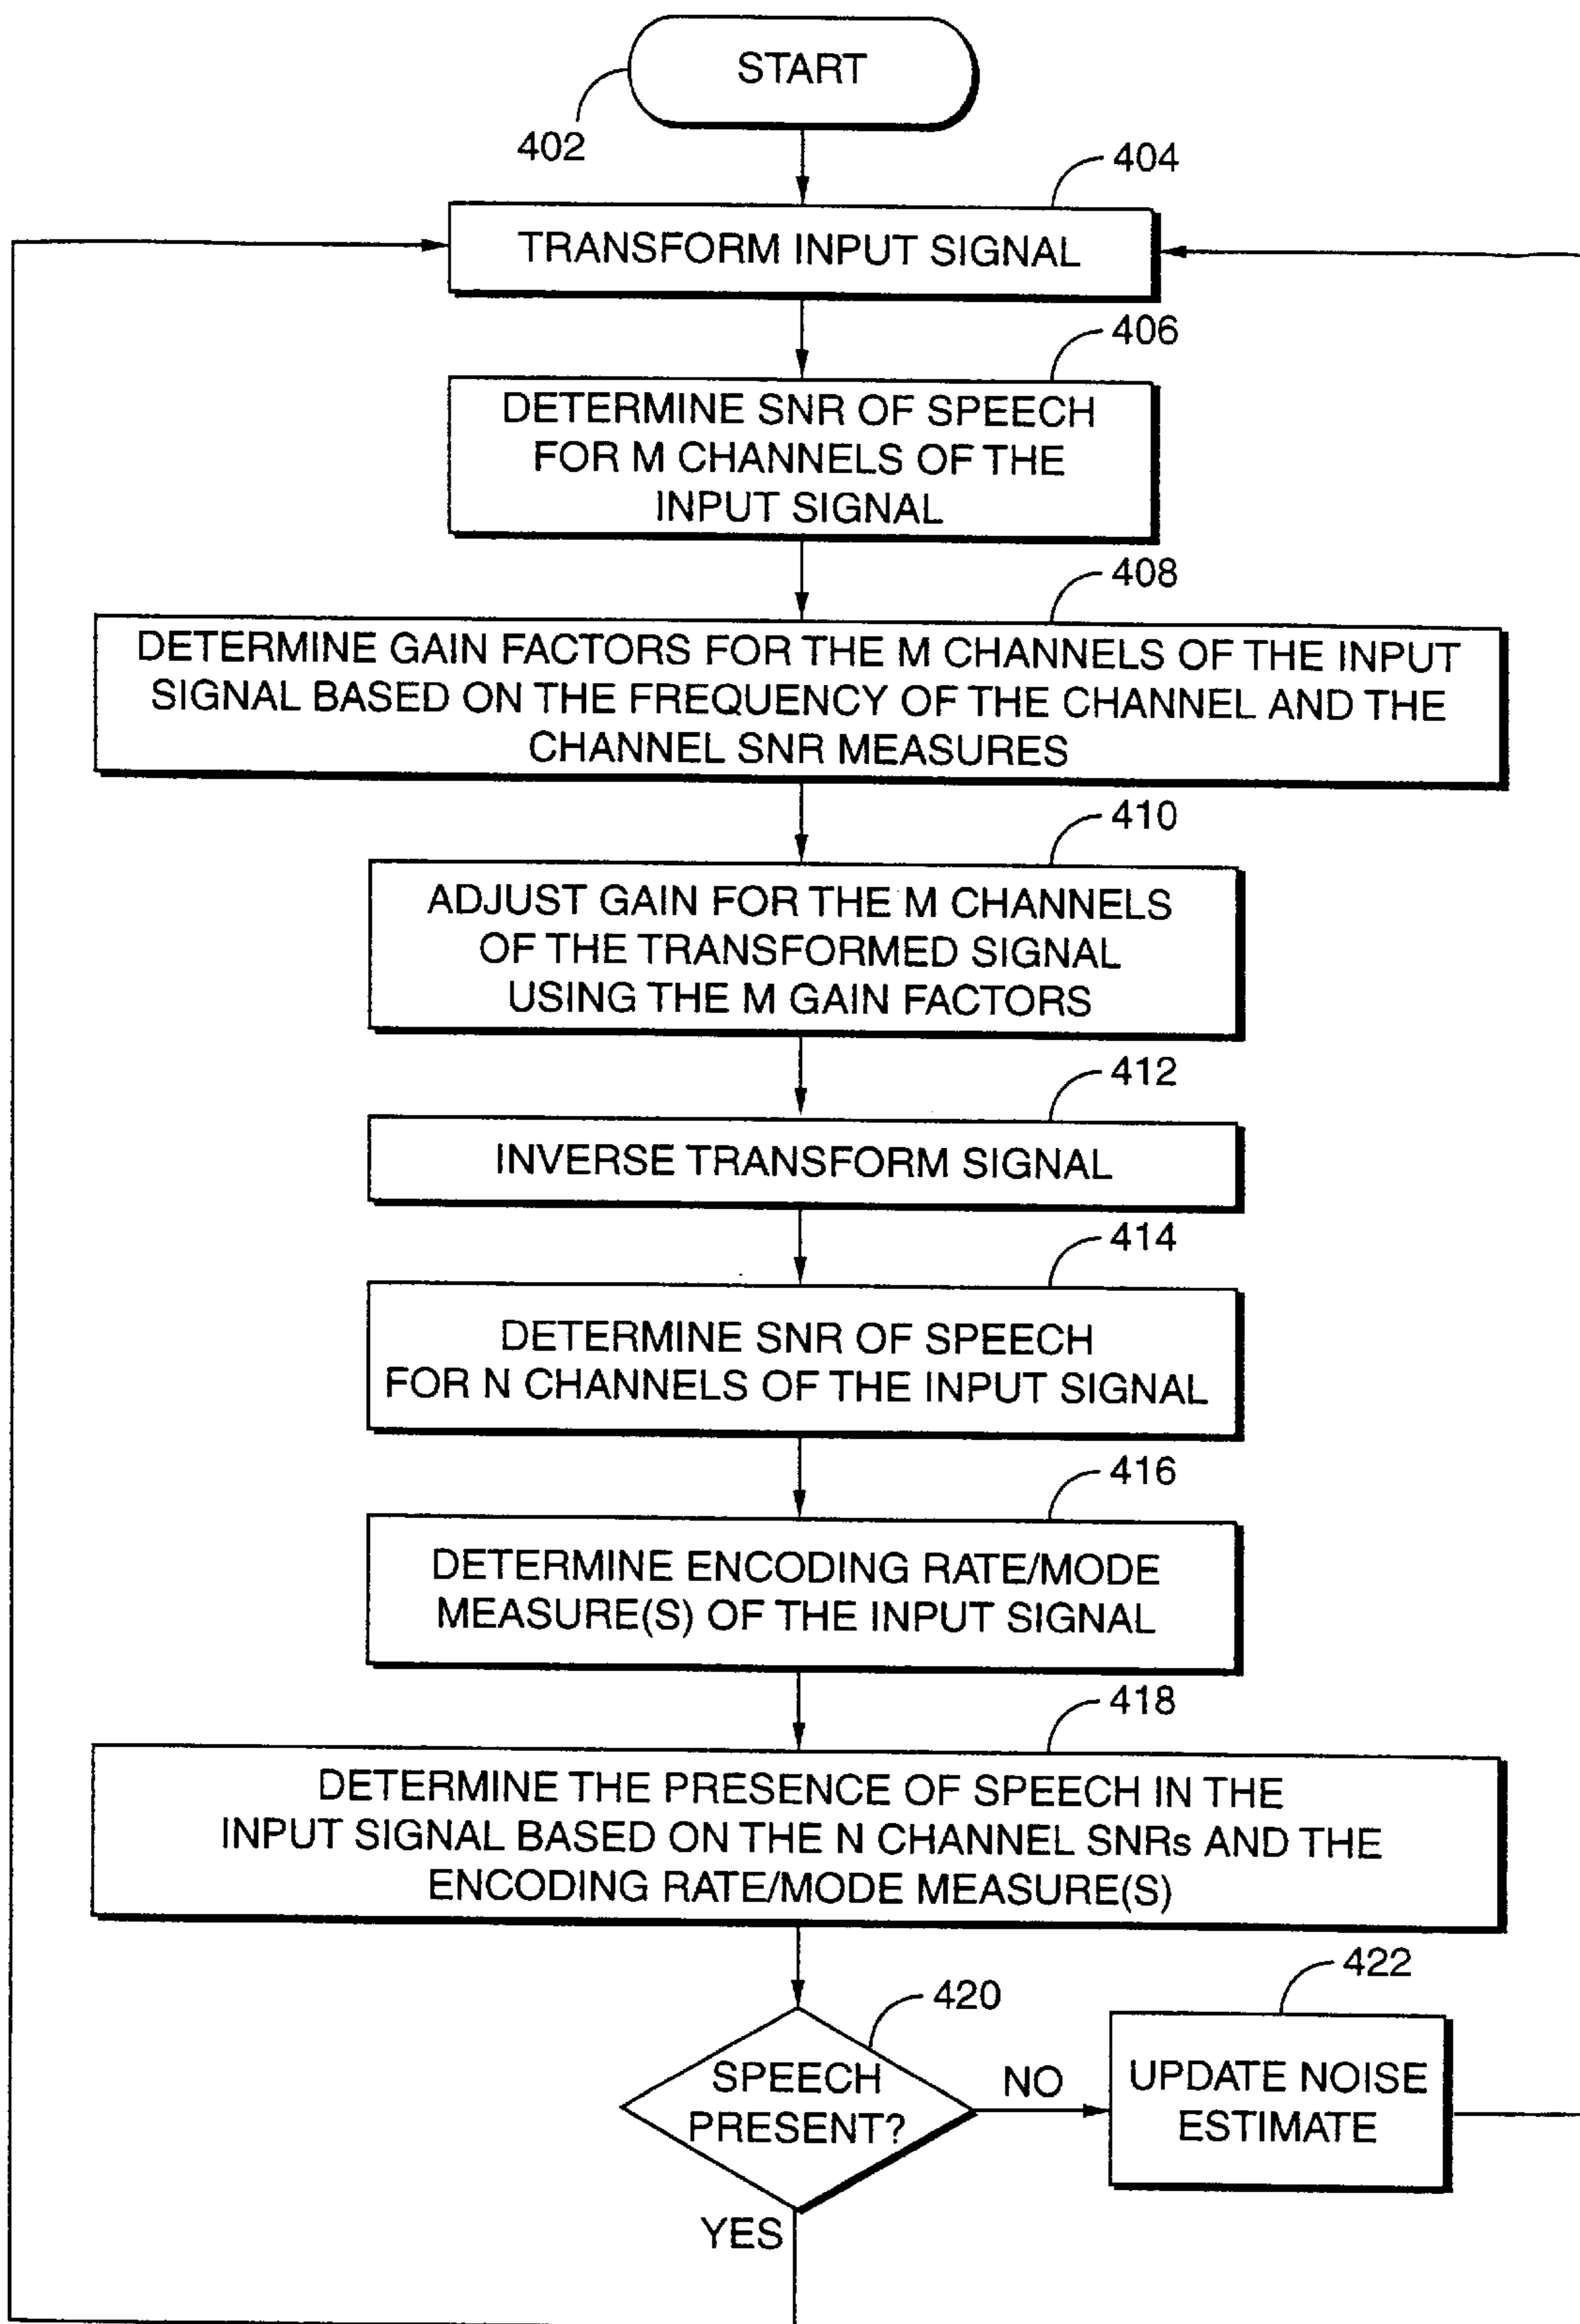 START
402
404
TRANSFORM INPUT SIGNAL
406
DETERMINE SNR OF SPEECH
FOR M CHANNELS OF THE
INPUT SIGNAL
408
DETERMINE GAIN FACTORS FOR THE M CHANNELS OF THE INPUT
SIGNAL BASED ON THE FREQUENCY OF THE CHANNEL AND THE
CHANNEL SNR MEASURES
410
ADJUST GAIN FOR THE M CHANNELS
OF THE TRANSFORMED SIGNAL
USING THE M GAIN FACTORS
412
INVERSE TRANSFORM SIGNAL
414
DETERMINE SNR OF SPEECH
FOR N CHANNELS OF THE INPUT SIGNAL
416
DETERMINE ENCODING RATE/MODE
MEASURE(S) OF THE INPUT SIGNAL
418
DETERMINE THE PRESENCE OF SPEECH IN THE
INPUT SIGNAL BASED ON THE N CHANNEL SNRs AND THE
ENCODING RATE/MODE MEASURE(S)
420
SPEECH
PRESENT?
NO
422
UPDATE NOISE
ESTIMATE
YES